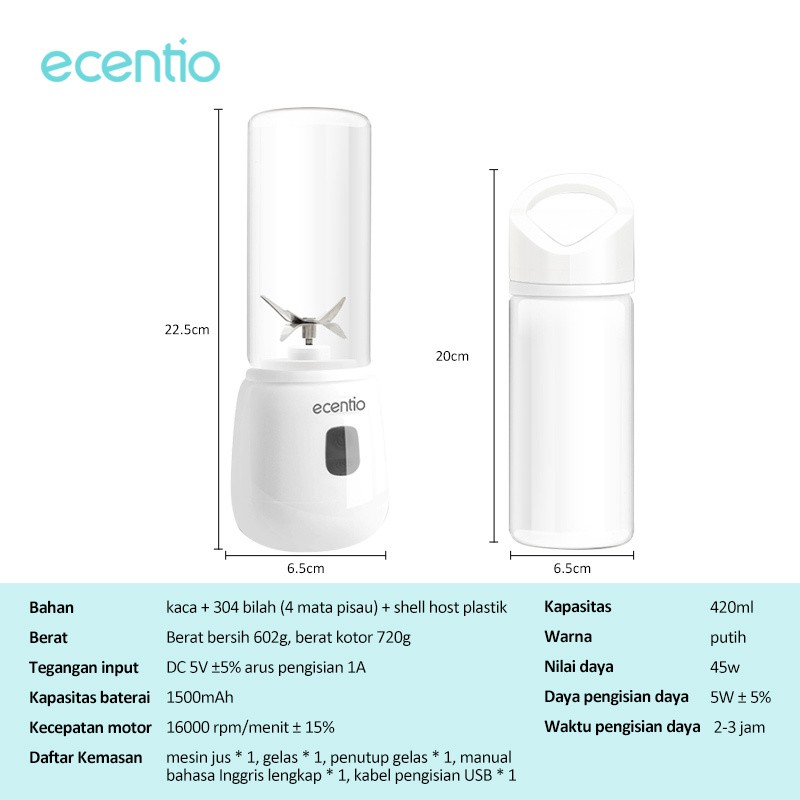 ecentio
22.5cm
ecentio
20cm
6.5cm
6.5cm
Bahan kaca + 304 bilah (4 mata pisau) + shell host plastik
Berat Berat bersih 602g, berat kotor 720g
Tegangan input DC 5V ±5% arus pengisian 1A
Kapasitas baterai 1500mAh
Kecepatan motor 16000 rpm/menit ± 15%
Daftar Kemasan mesin jus * 1, gelas * 1, penutup gelas * 1, manual
bahasa Inggris lengkap * 1, kabel pengisian USB * 1
Kapasitas 420ml
Warna putih
Nilai daya 45w
Daya pengisian daya 5W ± 5%
Waktu pengisian daya 2-3 jam